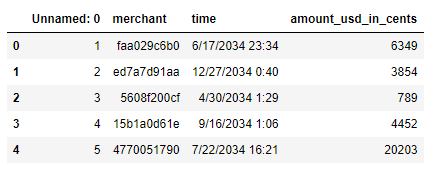 Unnamed: 0 merchant time amount_usd_in_cents
0 1 faa029c6b0 6/17/2034 23:34 6349
1 2 ed7a7d91aa 12/27/2034 0:40 3854
2 3 5608f200cf 4/30/2034 1:29 789
3 4 15b1a0d61e 9/16/2034 1:06 4452
4 5 4770051790 7/22/2034 16:21 20203